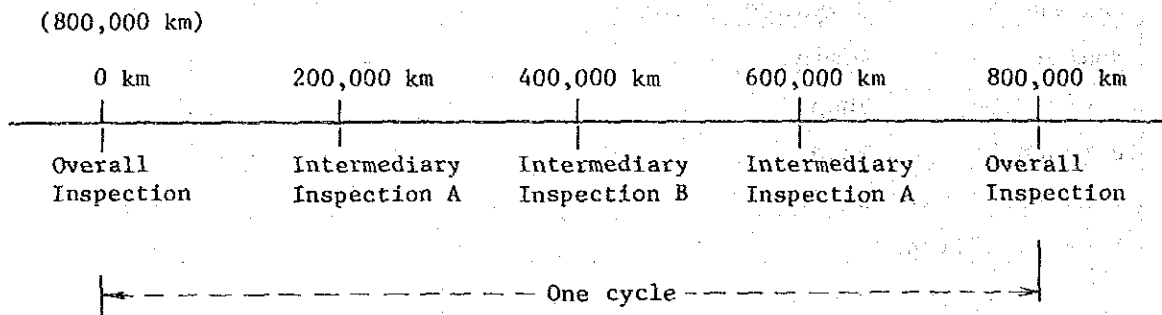 (800,000 km)
0 km 200,000 km 400,000 km 600,000 km 800,000 km
Overall Intermediary Intermediary Intermediary Overall
Inspection Inspection A Inspection B Inspection A Inspection
One cycle